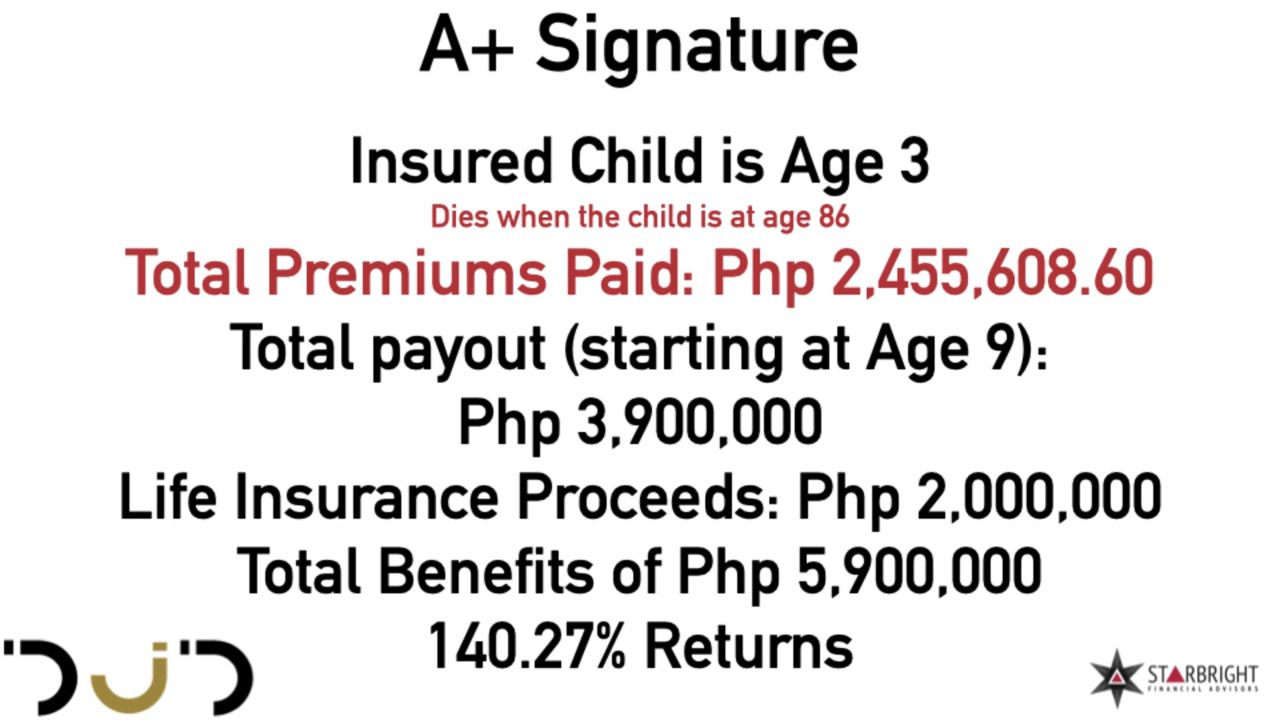 A+ Signature
Insured Child is Age 3
Dies when the child is at age 86
Total Premiums Paid: Php 2,455,608.60
Total payout (starting at Age 9):
Php 3,900,000
Life Insurance Proceeds: Php 2,000,000
Total Benefits of Php 5,900,000
140.27% Returns
DJD
STARBRIGHT
FINANCIAL ADVISORS